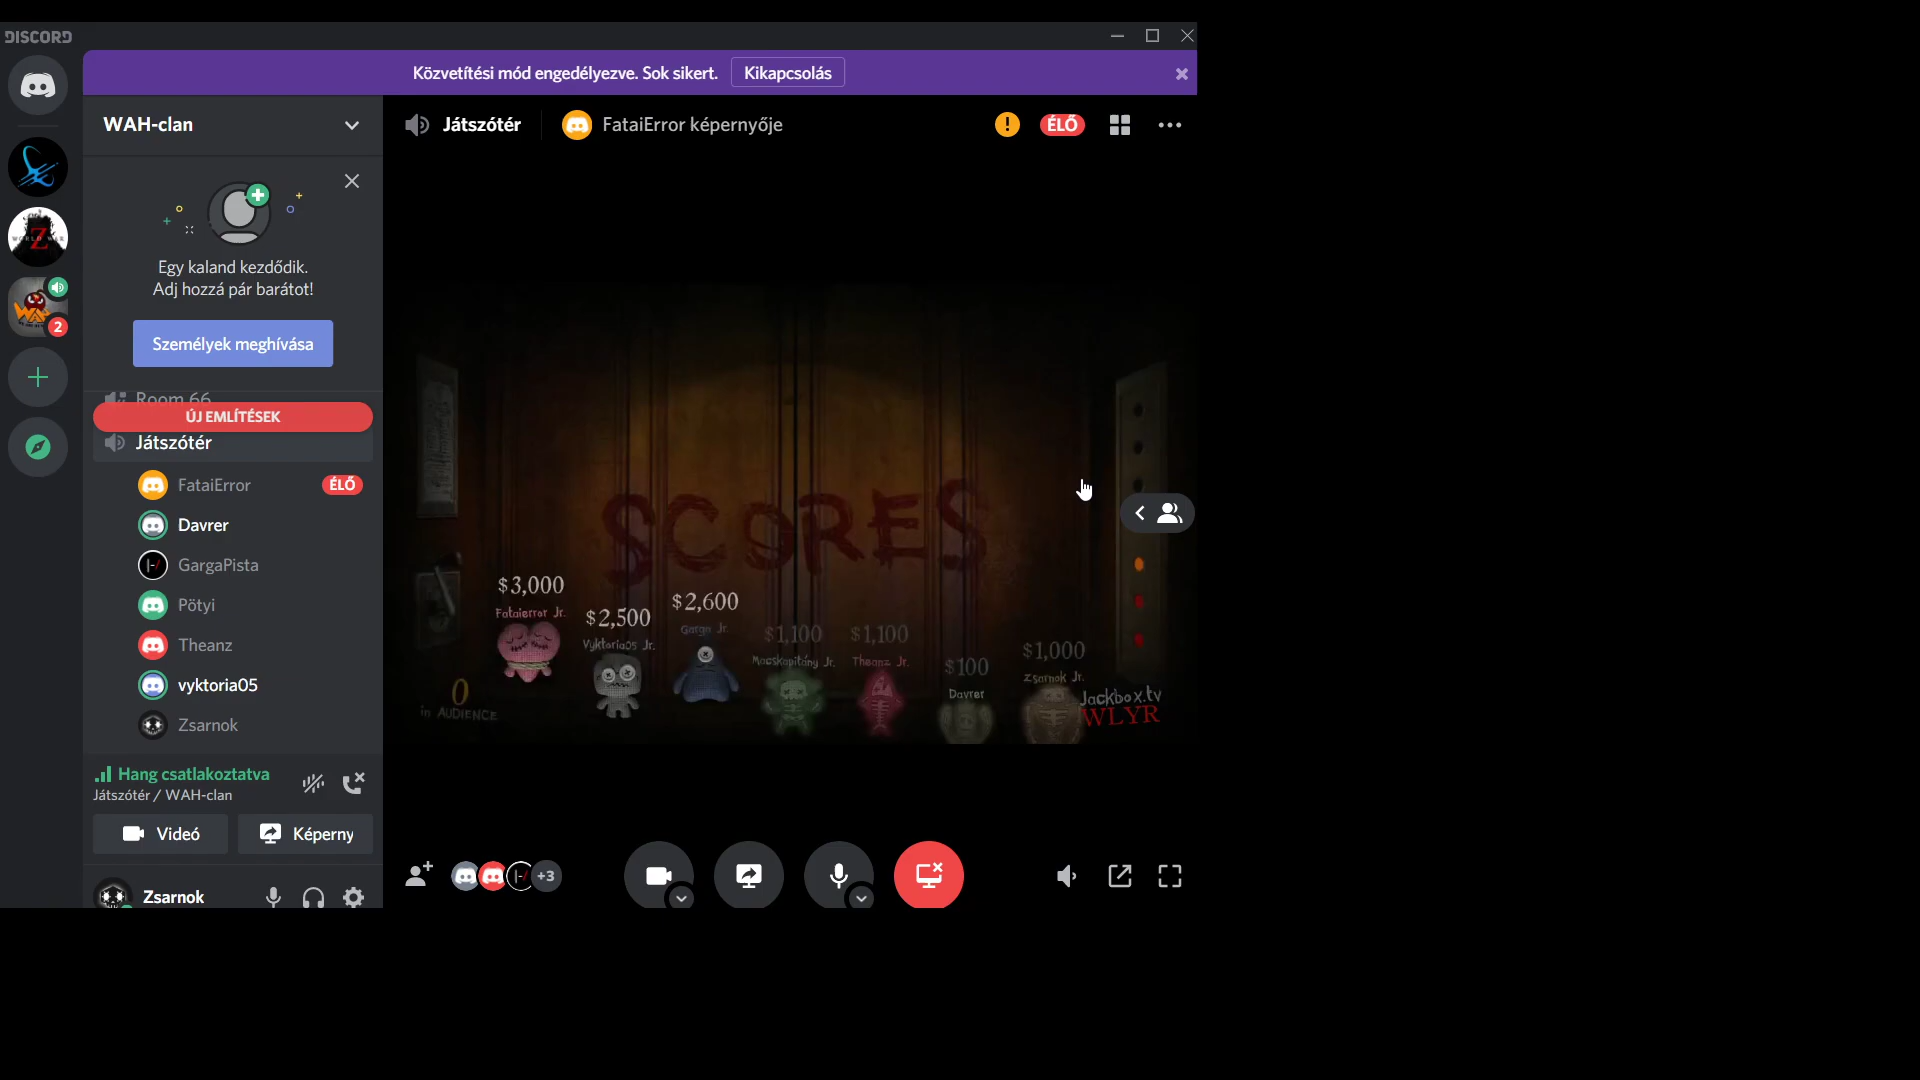 DISCORD
Közvetítési mód engedélyezve. Sok sikert.
Kikapcsolás
WAH-clan
Játszótér
FataiError képernyője
ÉLŐ
Egy kaland kezdődik.
Adj hozzá pár barátot!
Személyek meghívása
2
Room 66
ÚJ EMLÍTÉSEK
Játszótér
FataiError
ÉLŐ
Davrer
GargaPista
Pötyi
Theanz
vyktoria05
Zsarnok
SCORES
$3,000
Fataierror Jr.
$2,500
Vyktoria05 Jr.
$2,600
Garga Jr.
$1,100
Macskapitány Jr.
$1,100
Theanz Jr.
$100
Davrer
$1,000
Zsarnok Jr.
0
in AUDIENCE
Jackbox.tv
WLYR
Hang csatlakoztatva
Játszótér / WAH-clan
Videó
Képerny
Zsarnok
+3